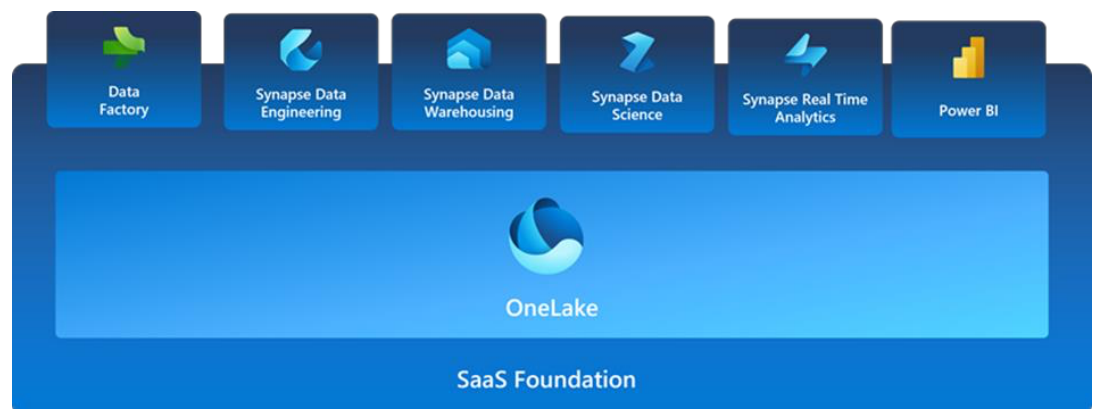 Data
Factory
Synapse Data
Engineering
Synapse Data
Warehousing
Synapse Data
Science
Synapse Real Time
Analytics
Power BI
OneLake
SaaS Foundation